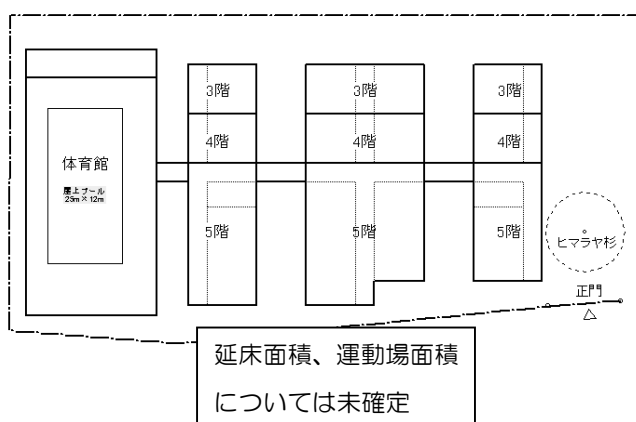 3階
3階
3階
4階
4階
4階
体育館
屋上プール
25m×12m
5階
5階
5階
ヒマラヤ杉
正門
延床面積、運動場面積
については未確定